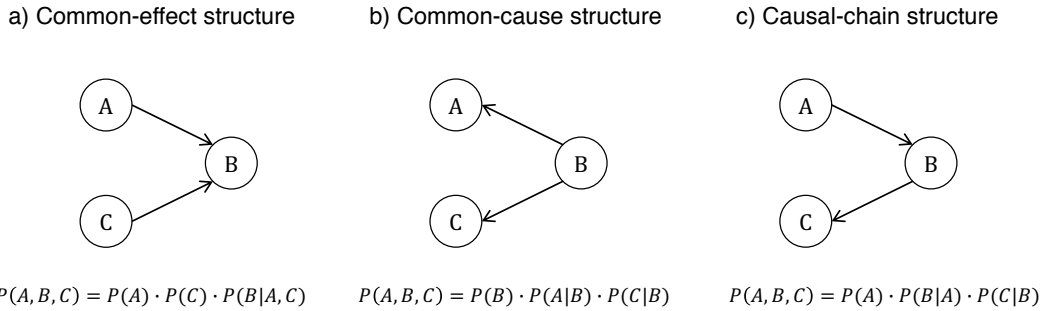 a) Common-effect structure
b) Common-cause structure
c) Causal-chain structure
A
B
C
A
B
C
A
B
C
P(A, B, C) = P(A) · P(C) · P(B|A, C)
P(A, B, C) = P(B) · P(A|B) · P(C|B)
P(A, B, C) = P(A) · P(B|A) · P(C|B)